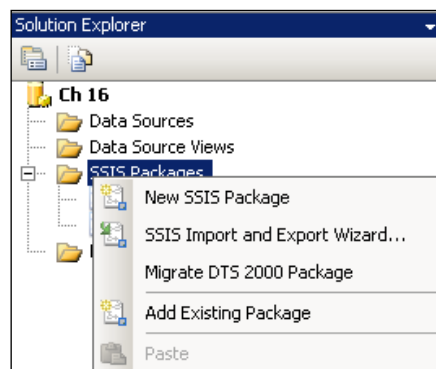 Solution Explorer
Ch 16
Data Sources
Data Source Views
SSIS Packages
New SSIS Package
SSIS Import and Export Wizard...
Migrate DTS 2000 Package
Add Existing Package
Paste